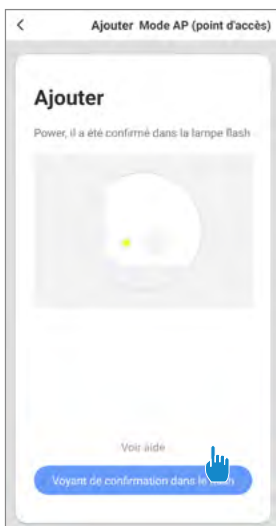 Ajouter Mode AP (point d'accès)
Ajouter
Power, il a été confirmé dans la lampe flash
Voir aide
Voyant de confirmation dans le